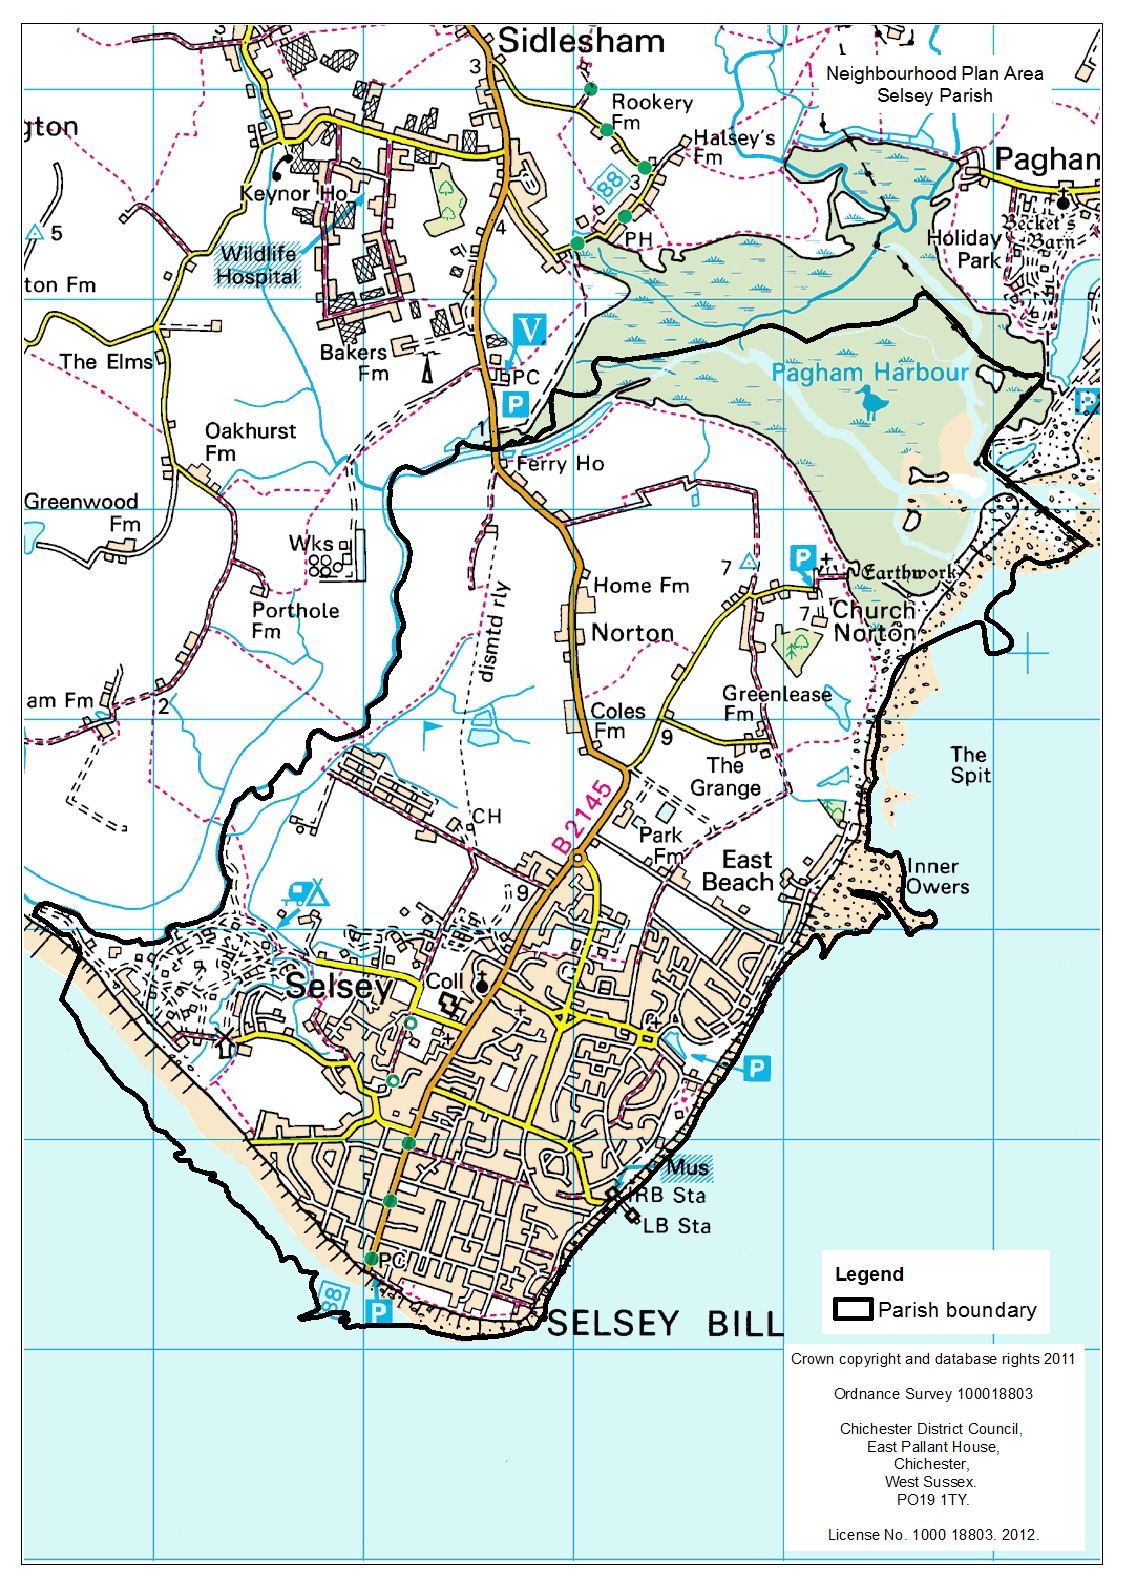 Sidlesham
Neighbourhood Plan Area
Selsey Parish
3
3
Rookery
Fm
gton
Halsey's
Fm
Paghan
88
3
Keynor Ho
4
5
PH
Becket's
Barn
Holiday
Park
Wildlife
Hospital
ton Fm
V
The Elms
Bakers
Fm
PC
Pagham Harbour
P
P
1
Oakhurst
Fm
Ferry Ho
Greenwood
Fm
Wks
7
P
Earthwork
Home Fm
dismtd rly
Porthole
Fm
7
Church
Norton
Norton
am Fm
2
Greenlease
Fm
Coles
Fm
9
The
Spit
The
Grange
B2145
CH
Park
Fm
East
Beach
9
Inner
Owers
Selsey
Coll
P
Mus
IRB Sta
LB Sta
PC
88
P
SELSEY BILL
Legend
Parish boundary
Crown copyright and database rights 2011
Ordnance Survey 100018803
Chichester District Council,
East Pallant House,
Chichester,
West Sussex.
PO19 1TY.
License No. 1000 18803. 2012.